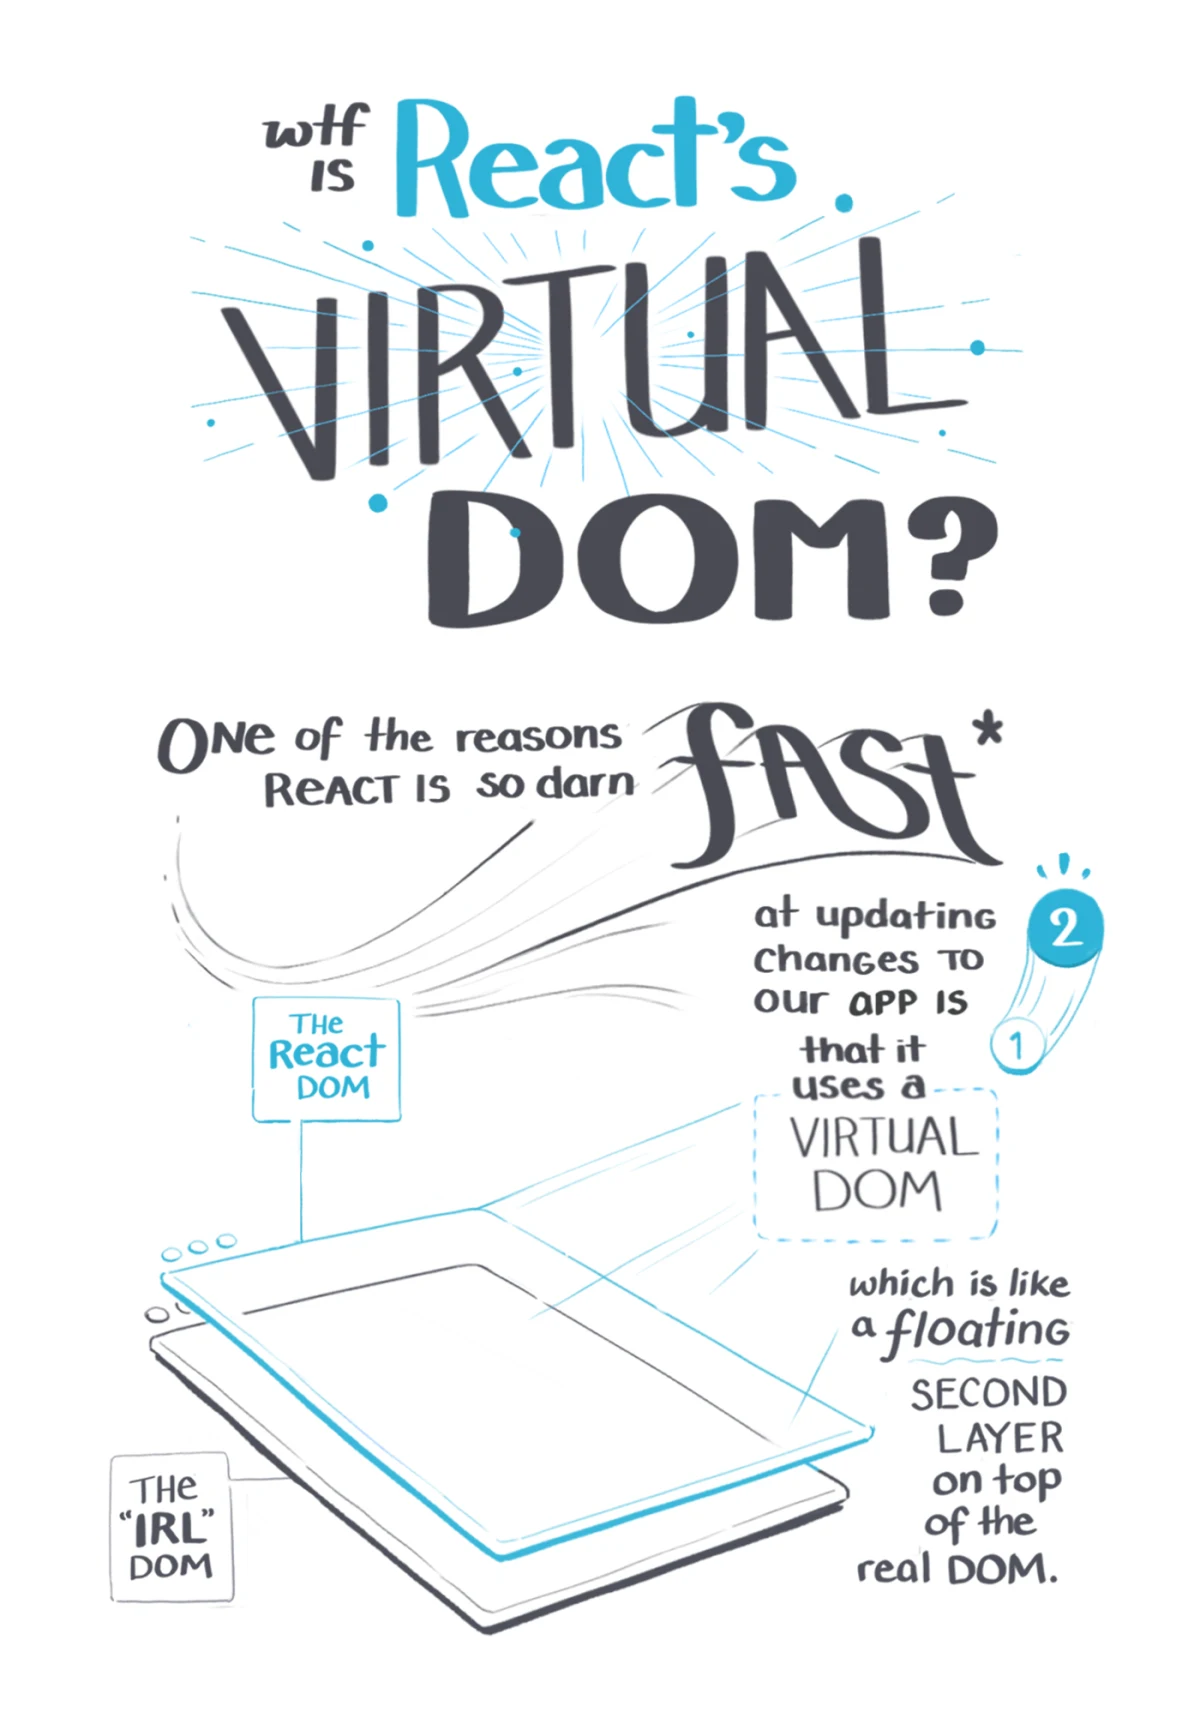 wtf
IS
React's
VIRTUAL
DOM?
ONe of the reasons
ReACT IS so darn
fAST*
at updatinG
chanGes TO
our aPP IS
that it
uses a
VIRTUAL
DOM
2
1
THe
React
DOM
which is like
a floatinG
SECOND
LAYER
on top
of the
real DOM.
THe
"IRL"
DOM